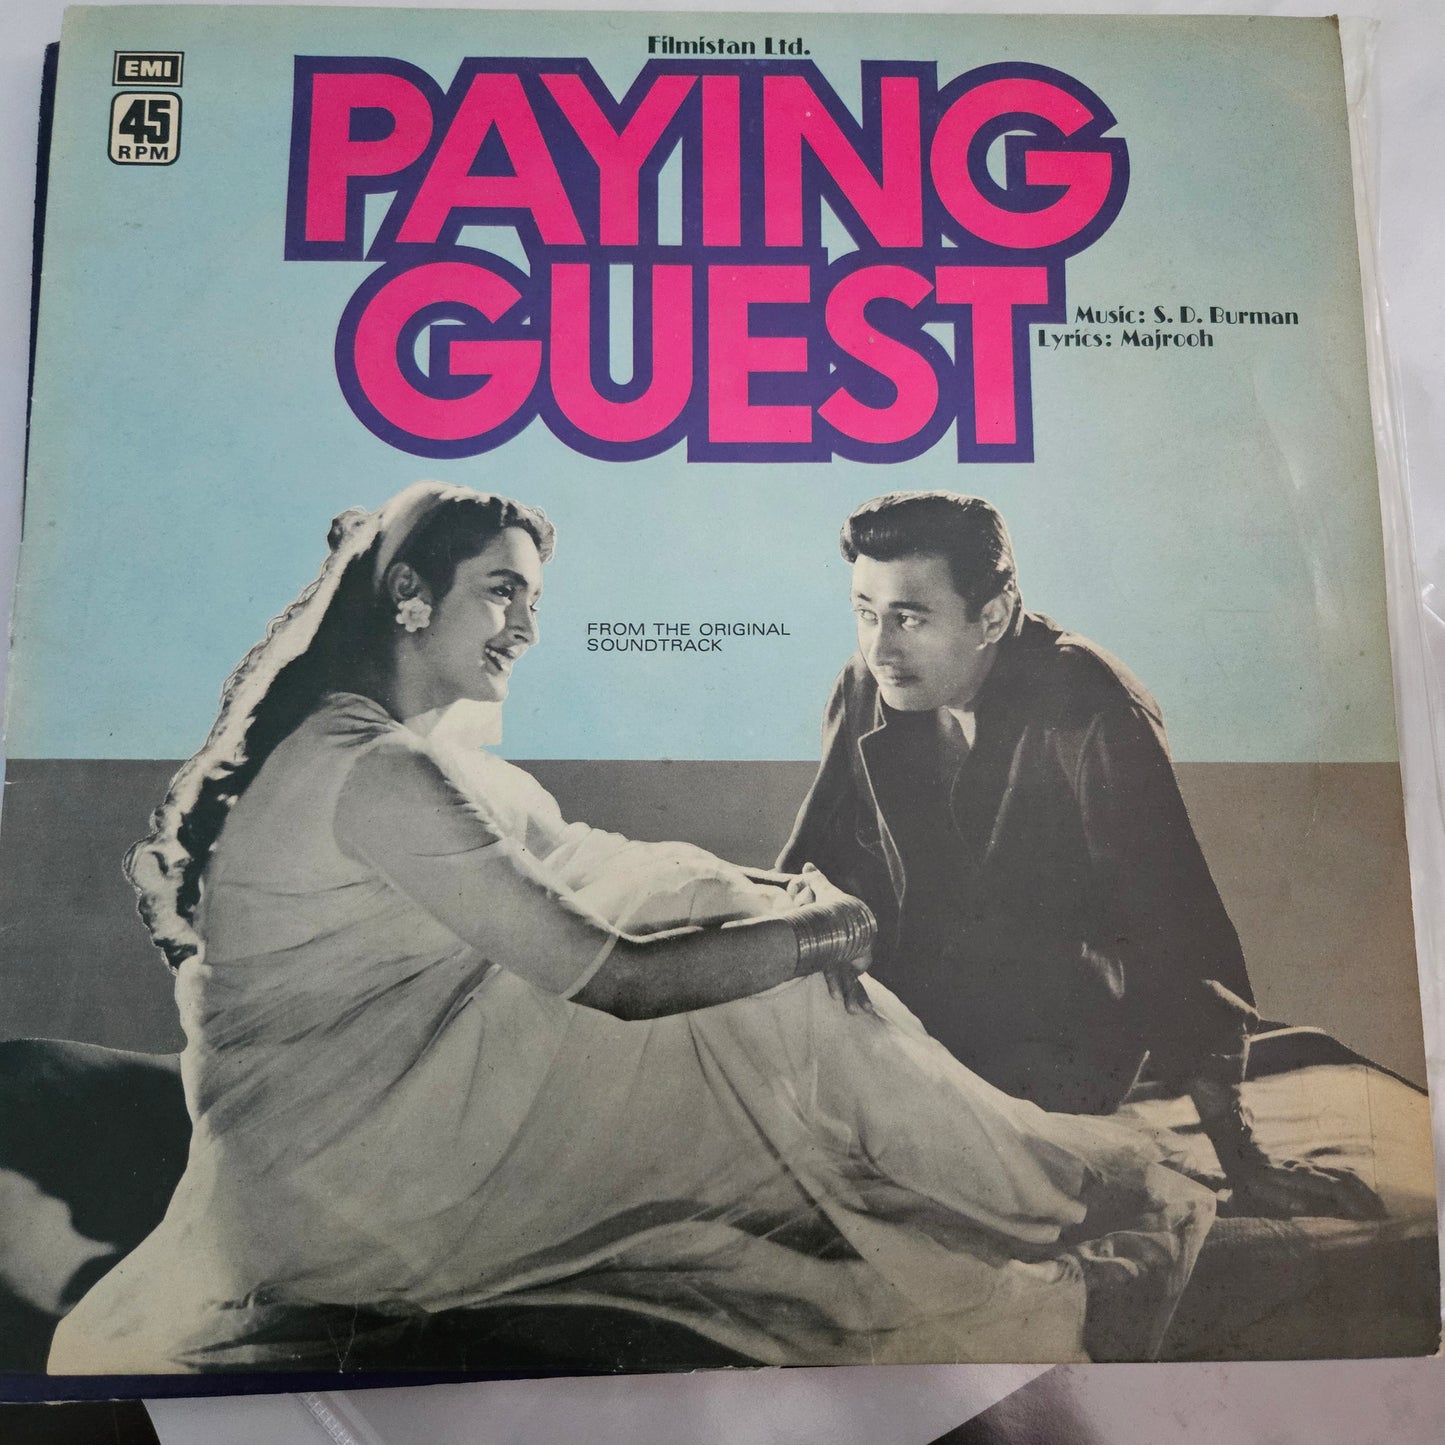 Filmistan Ltd.
EMI
45
RPM
PAYING
GUEST
Music: S. D. Burman
Lyrics: Majrooh
FROM THE ORIGINAL
SOUNDTRACK